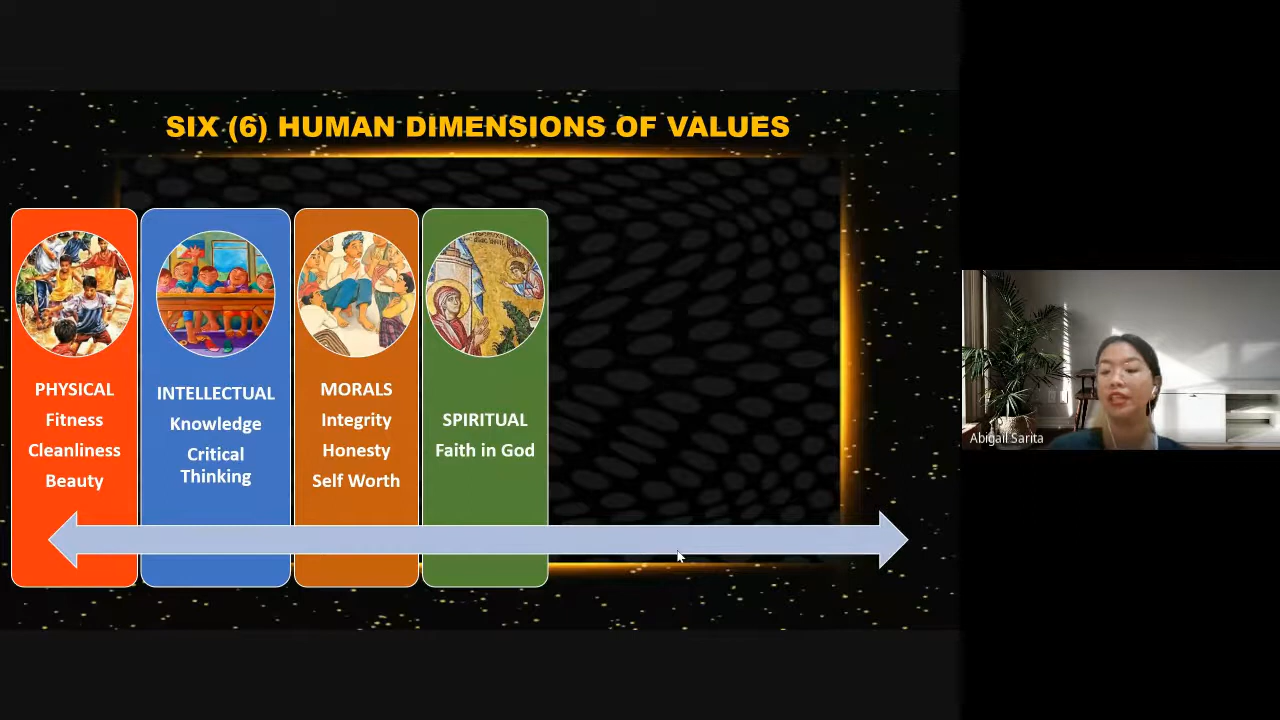 SIX (6) HUMAN DIMENSIONS OF VALUES
PHYSICAL
Fitness
Cleanliness
Beauty
INTELLECTUAL
Knowledge
Critical
Thinking
MORALS
Integrity
Honesty
Self Worth
SPIRITUAL
Faith in God
Abigail Sarita